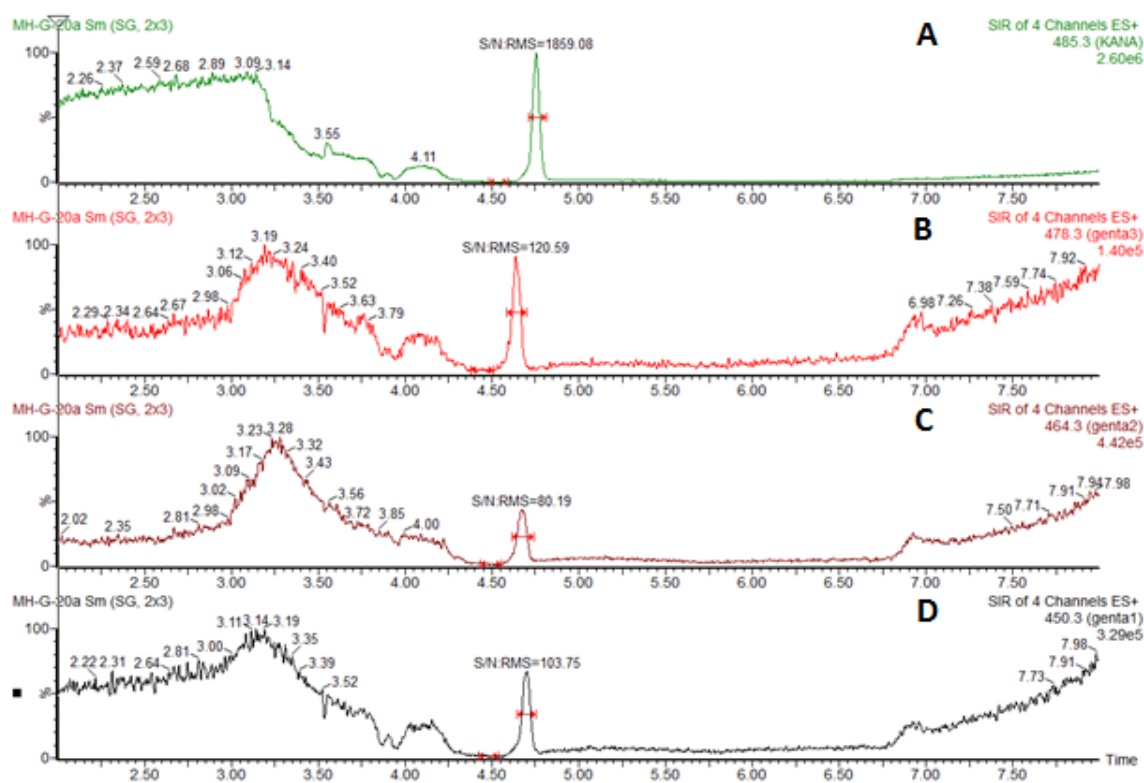 MH-G-20a Sm (SG, 2x3) A SIR of 4 Channels ES+
S/N:RMS=1859.08 485.3 (KANA)
2.60e6
100
2.26 2.37 2.59 2.68 2.89 3.09 3.14
%
3.55
4.11
0
2.50 3.00 3.50 4.00 4.50 5.00 5.50 6.00 6.50 7.00 7.50
MH-G-20a Sm (SG, 2x3) B SIR of 4 Channels ES+
478.3 (genta3)
1.40e5
S/N:RMS=120.59
100
3.19
3.12 3.24 7.92
3.06 3.40 7.74
3.52 7.59
2.98 3.63 7.38
2.29 2.34 2.64 2.67 3.79 6.98 7.26
%
0
2.50 3.00 3.50 4.00 4.50 5.00 5.50 6.00 6.50 7.00 7.50
MH-G-20a Sm (SG, 2x3) C SIR of 4 Channels ES+
464.3 (genta2)
4.42e5
100
3.23 3.28
3.17 3.32
3.09 3.43 7.94 7.98
3.02 3.56 S/N:RMS=80.19 7.91
2.02 2.35 2.81 2.98 3.72 3.85 4.00 7.50 7.71
%
0
2.50 3.00 3.50 4.00 4.50 5.00 5.50 6.00 6.50 7.00 7.50
MH-G-20a Sm (SG, 2x3) D SIR of 4 Channels ES+
450.3 (genta1)
3.29e5
100
3.11 3.14 3.19
2.22 2.31 2.64 2.81 3.00 3.35 7.98
3.39 S/N:RMS=103.75 7.91
3.52 7.73
%
0 Time
2.50 3.00 3.50 4.00 4.50 5.00 5.50 6.00 6.50 7.00 7.50